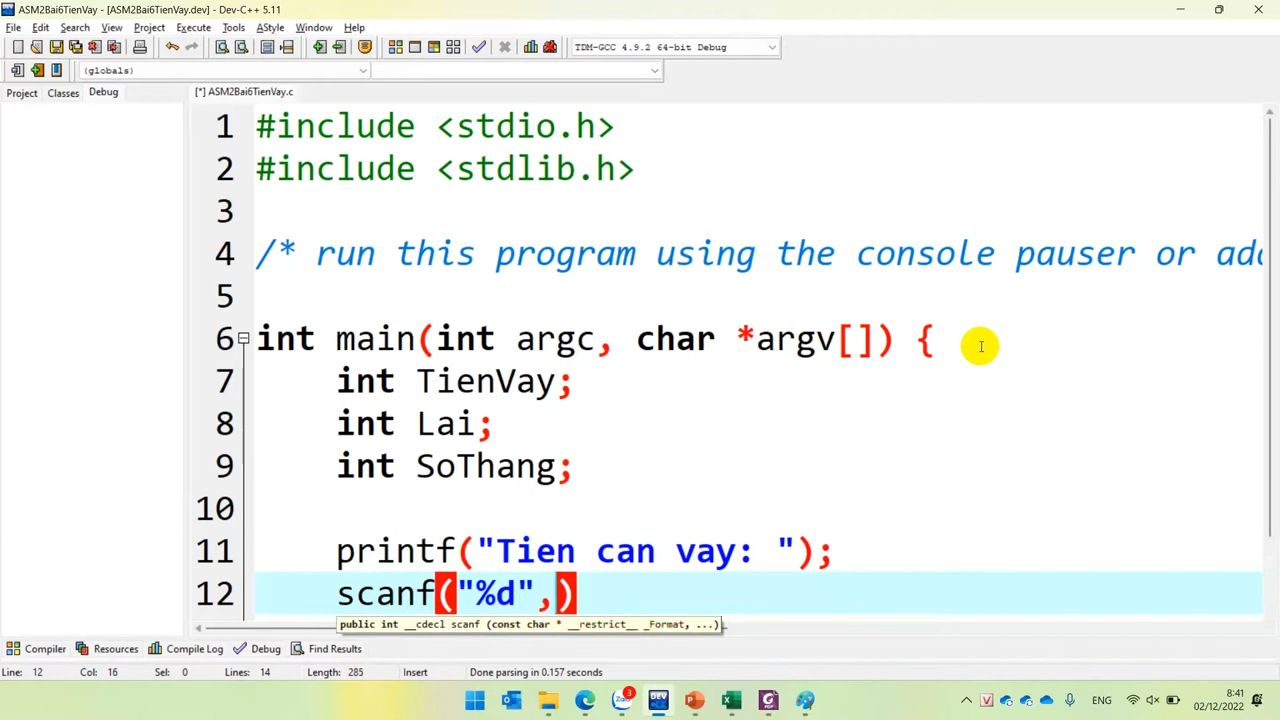 ASM2Bai6TienVay - [ASM2Bai6TienVay.dev] - Dev-C++ 5.11
File Edit Search View Project Execute Tools AStyle Window Help
TDM-GCC 4.9.2 64-bit Debug
(globals)
Project Classes Debug [*] ASM2Bai6TienVay.c
1 #include <stdio.h>
2 #include <stdlib.h>
3
4 /* run this program using the console pauser or add
5
6 int main(int argc, char *argv[]) {
7 int TienVay;
8 int Lai;
9 int SoThang;
10
11 printf("Tien can vay: ");
12 scanf("%d",)
public int __cdecl scanf (const char * __restrict__ _Format, ...)
Compiler Resources Compile Log Debug Find Results
Line: 12 Col: 16 Sel: 0 Lines: 14 Length: 285 Insert Done parsing in 0.157 seconds
Zalo 3 DEV ENG 8:41
02/12/2022